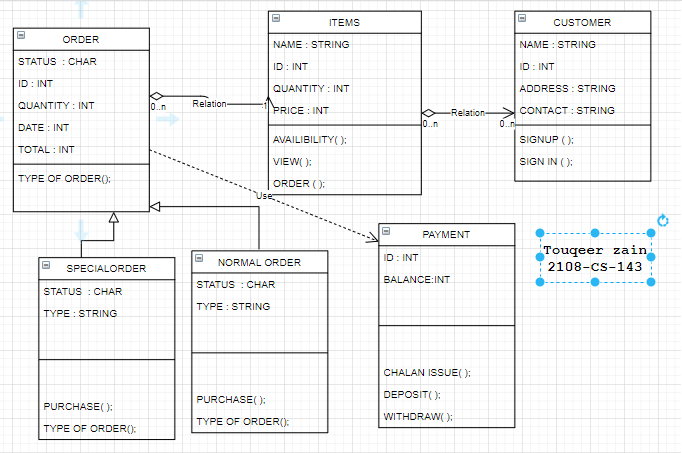 ORDER
STATUS : CHAR
ID : INT
QUANTITY : INT
DATE : INT
TOTAL : INT
TYPE OF ORDER();
0..n
Relation
1
ITEMS
NAME : STRING
ID : INT
QUANTITY : INT
PRICE : INT
AVAILIBILITY( );
VIEW( );
ORDER ( );
0..n
Relation
0..n
CUSTOMER
NAME : STRING
ID : INT
ADDRESS : STRING
CONTACT : STRING
SIGNUP ( );
SIGN IN ( );
Use
SPECIALORDER
STATUS : CHAR
TYPE : STRING
PURCHASE( );
TYPE OF ORDER();
NORMAL ORDER
STATUS : CHAR
TYPE : STRING
PURCHASE( );
TYPE OF ORDER();
PAYMENT
ID : INT
BALANCE:INT
CHALAN ISSUE( );
DEPOSIT( );
WITHDRAW( );
Touqeer zain
2108-CS-143